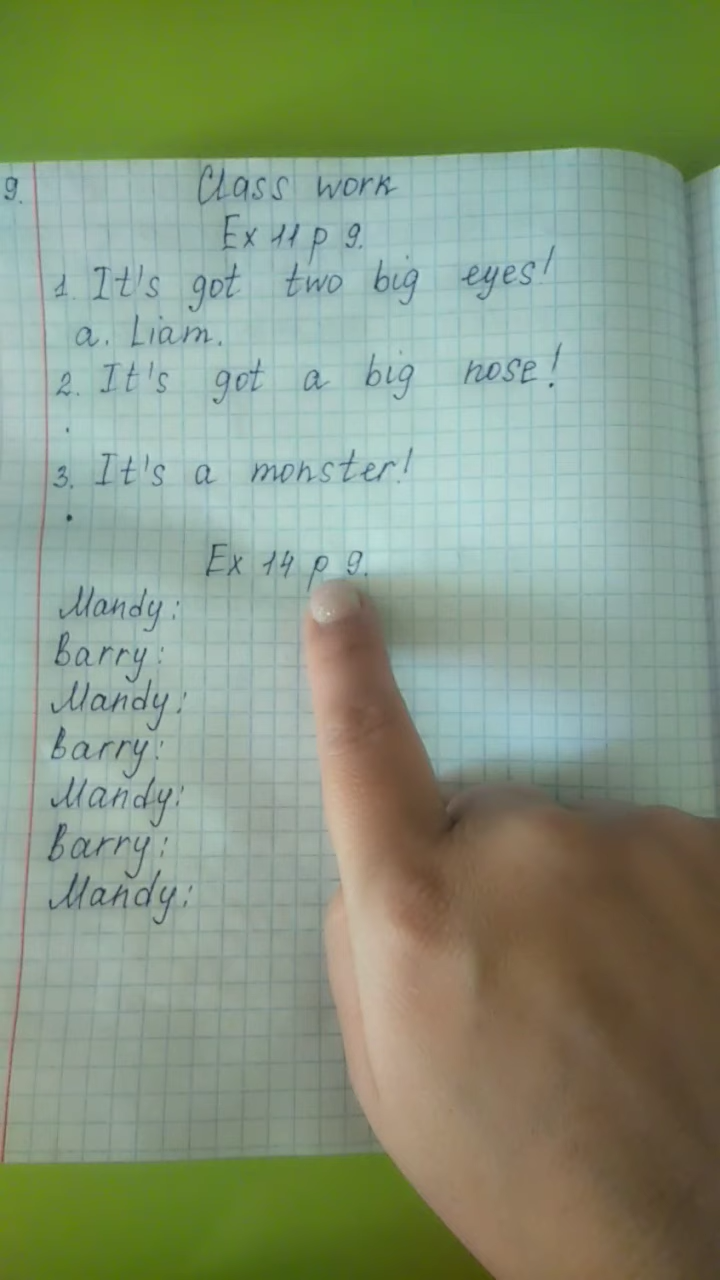 9.
Class work
Ex 11 p 9.
1. It's got two big eyes!
a. Liam.
2. It's got a big nose!
.
3. It's a monster!
.
Ex 14 p 9.
Mandy:
Barry:
Mandy:
Barry:
Mandy:
Barry:
Mandy: